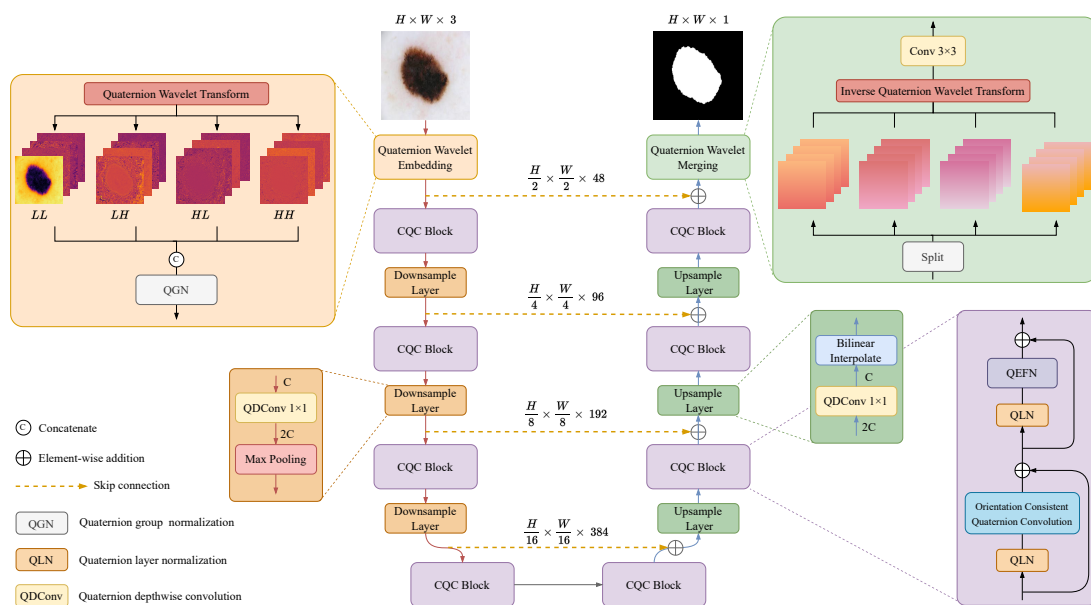 H × W × 3
H × W × 1
Quaternion Wavelet Transform
LL
LH
HL
HH
C
QGN
Quaternion Wavelet
Embedding
Quaternion Wavelet
Merging
H/2 × W/2 × 48
CQC Block
CQC Block
Downsample
Layer
Upsample
Layer
H/4 × W/4 × 96
CQC Block
CQC Block
Downsample
Layer
Upsample
Layer
H/8 × W/8 × 192
CQC Block
CQC Block
Downsample
Layer
Upsample
Layer
H/16 × W/16 × 384
CQC Block
CQC Block
Conv 3×3
Inverse Quaternion Wavelet Transform
Split
C
QDConv 1×1
2C
Max Pooling
Bilinear
Interpolate
C
QDConv 1×1
2C
QEFN
QLN
Orientation Consistent
Quaternion Convolution
QLN
C Concatenate
Element-wise addition
Skip connection
QGN Quaternion group normalization
QLN Quaternion layer normalization
QDConv Quaternion depthwise convolution